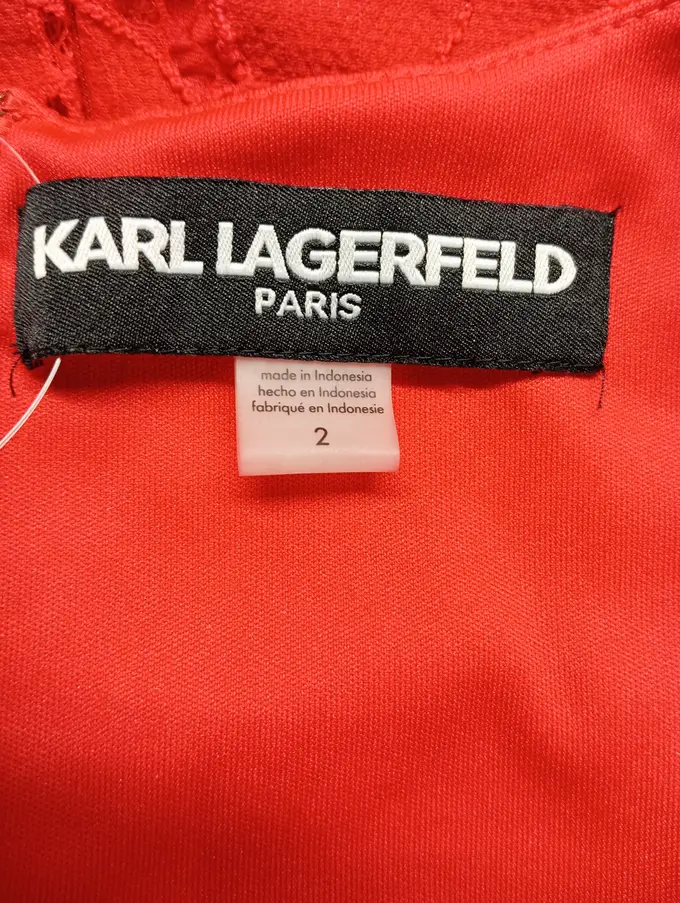 KARL LAGERFELD
PARIS
made in Indonesia
hecho en Indonesia
fabriqué en Indonesie
2